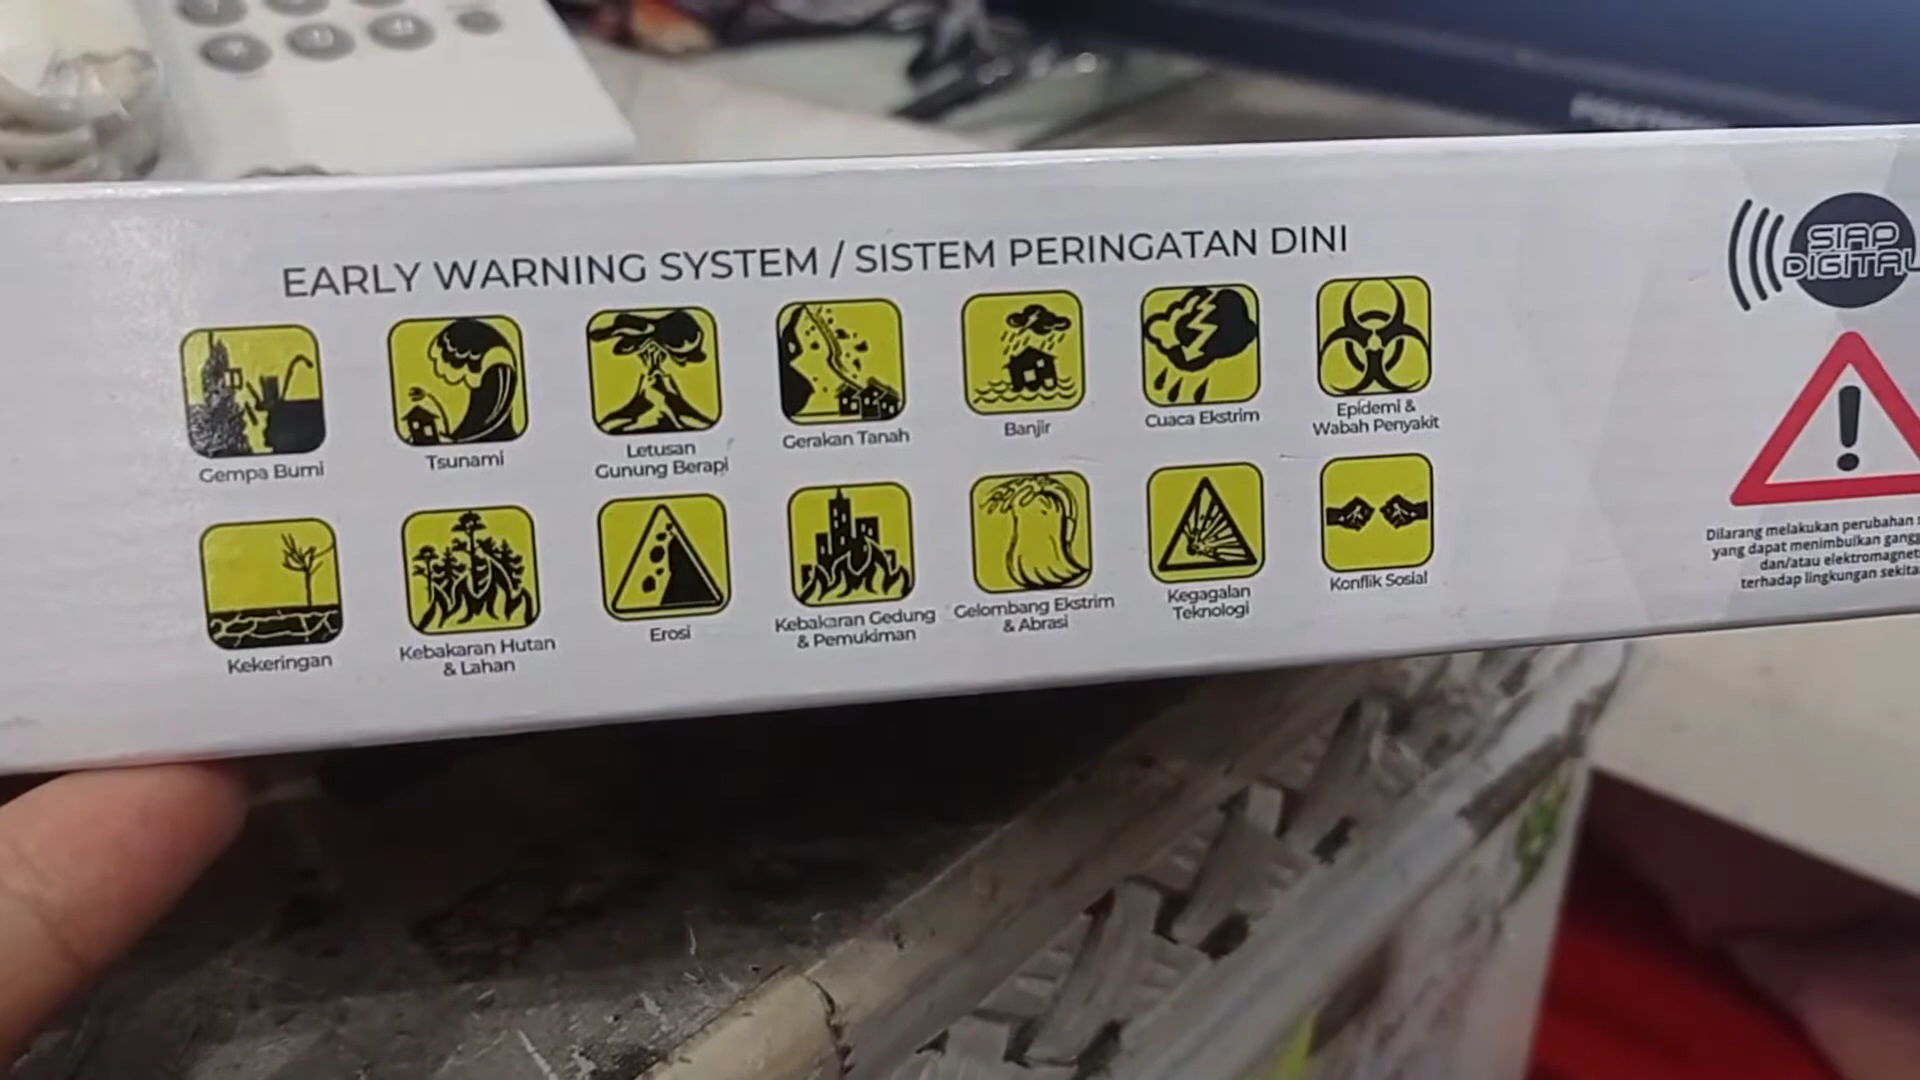 EARLY WARNING SYSTEM / SISTEM PERINGATAN DINI
Gempa Bumi
Tsunami
Letusan
Gunung Berapi
Gerakan Tanah
Banjir
Cuaca Ekstrim
Epidemi &
Wabah Penyakit
Kekeringan
Kebakaran Hutan
& Lahan
Erosi
Kebakaran Gedung
& Pemukiman
Gelombang Ekstrim
& Abrasi
Kegagalan
Teknologi
Konflik Sosial
SIAP
DIGITAL
Dilarang melakukan perubahan
yang dapat menimbulkan
dan/atau
terhadap lingkungan